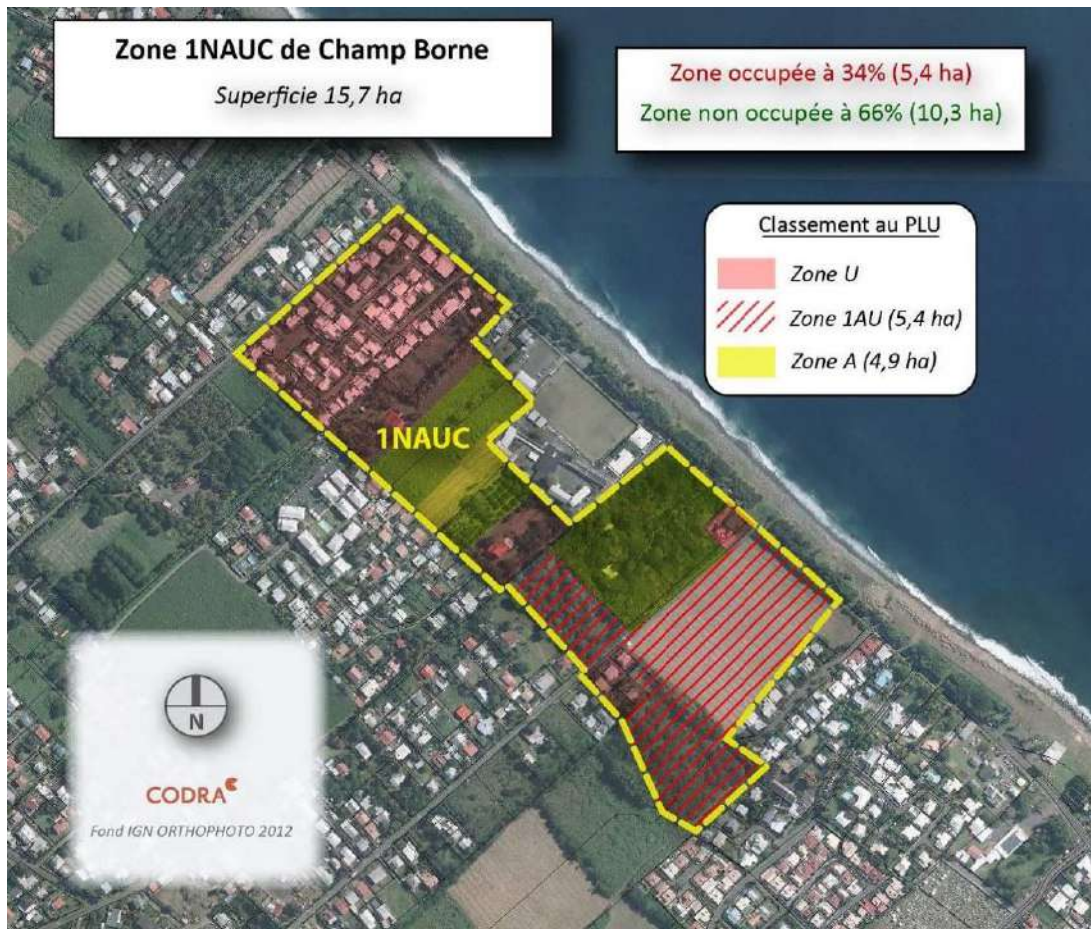 Zone 1NAUC de Champ Borne
Superficie 15,7 ha
Zone occupée à 34% (5,4 ha)
Zone non occupée à 66% (10,3 ha)
Classement au PLU
Zone U
Zone 1AU (5,4 ha)
Zone A (4,9 ha)
1NAUC
N
CODRA
Fond IGN ORTHOPHOTO 2012